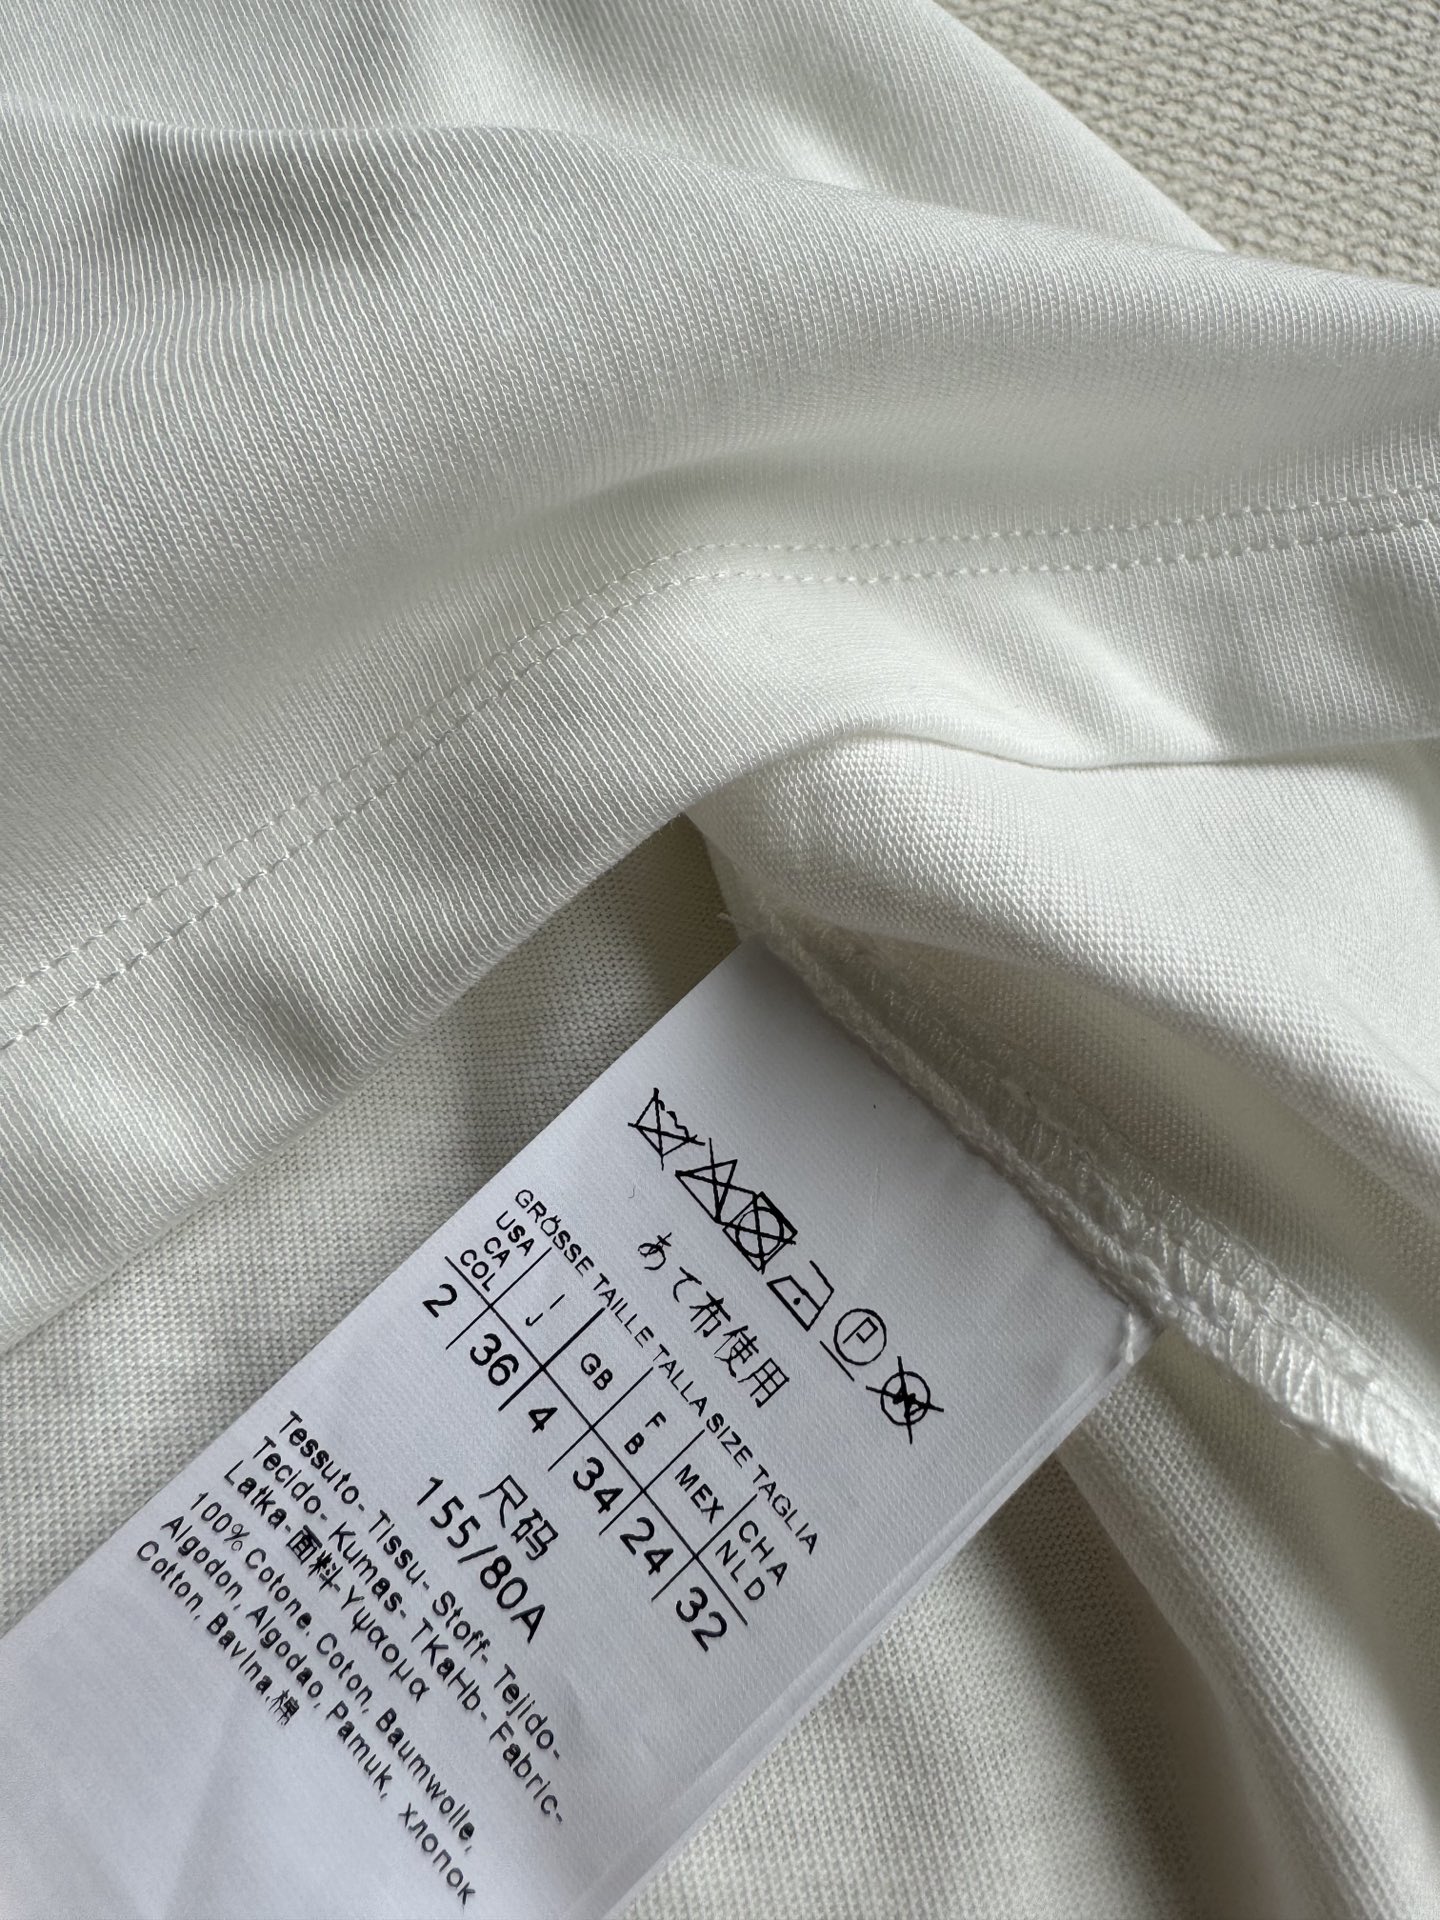 P
W
あて布使用
GRÖSSE TAILLE TALLA SIZE TAGLIA
USA CA COL
I J
GB
F B
MEX
CHA NLD
2 36 4 34 24 32
尺码
155/80A
Tessuto- Tissu- Stoff- Tejido-
Tecido- Kumas- TKaHb- Fabric-
Latka-面料-Υψαομα
100% Cotone, Coton, Baumwolle,
Algodon, Algodao, Pamuk, хлопок
Cotton, Bavlna,棉